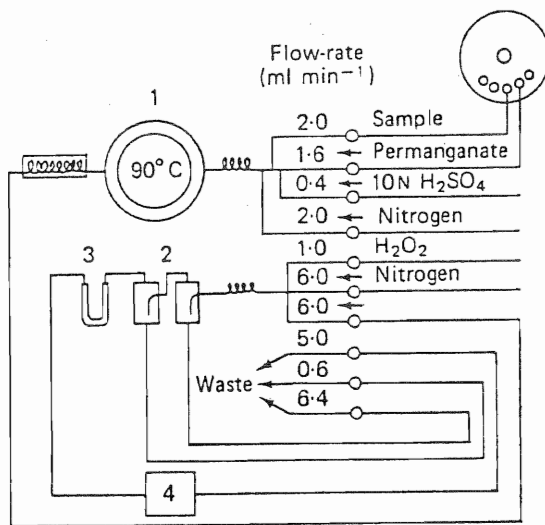 Flow-rate
(ml min⁻¹)
1
2·0 Sample
1·6 Permanganate
90°C
0·4 10N H₂SO₄
2·0 Nitrogen
1·0 H₂O₂
3 2 6·0 Nitrogen
6·0
5·0
0·6
Waste
6·4
4